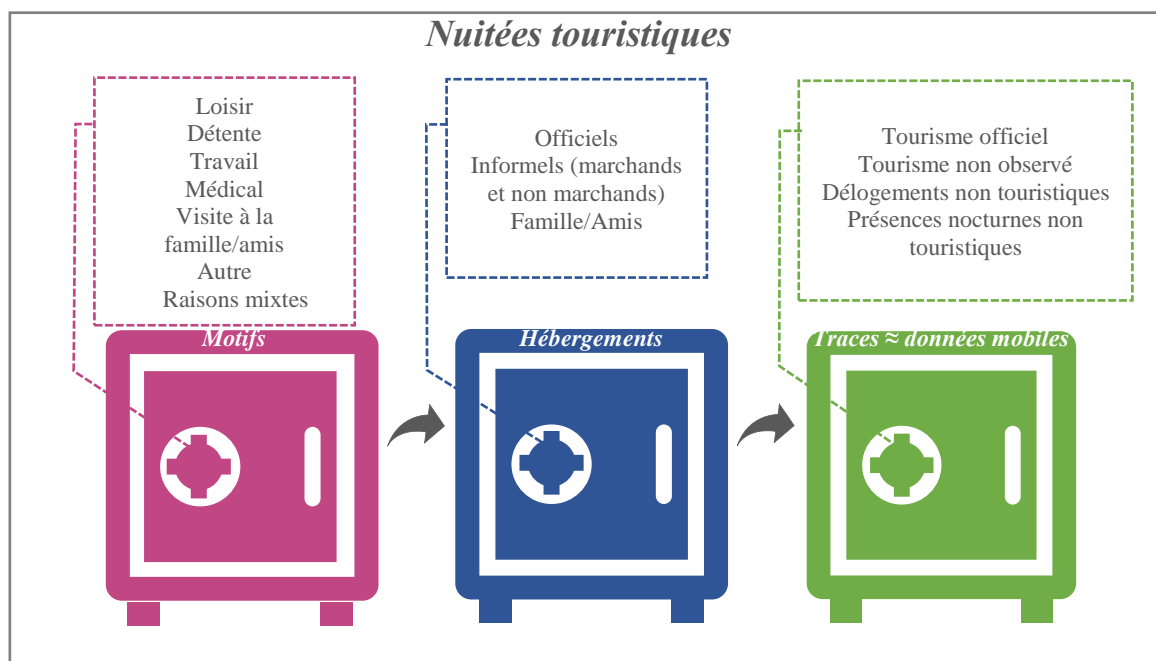 Nuitées touristiques
Loisir
Détente
Travail
Médical
Visite à la
famille/amis
Autre
Raisons mixtes
Motifs
Officiels
Informels (marchands
et non marchands)
Famille/Amis
Hébergements
Tourisme officiel
Tourisme non observé
Délogements non touristiques
Présences nocturnes non
touristiques
Traces ≈ données mobiles